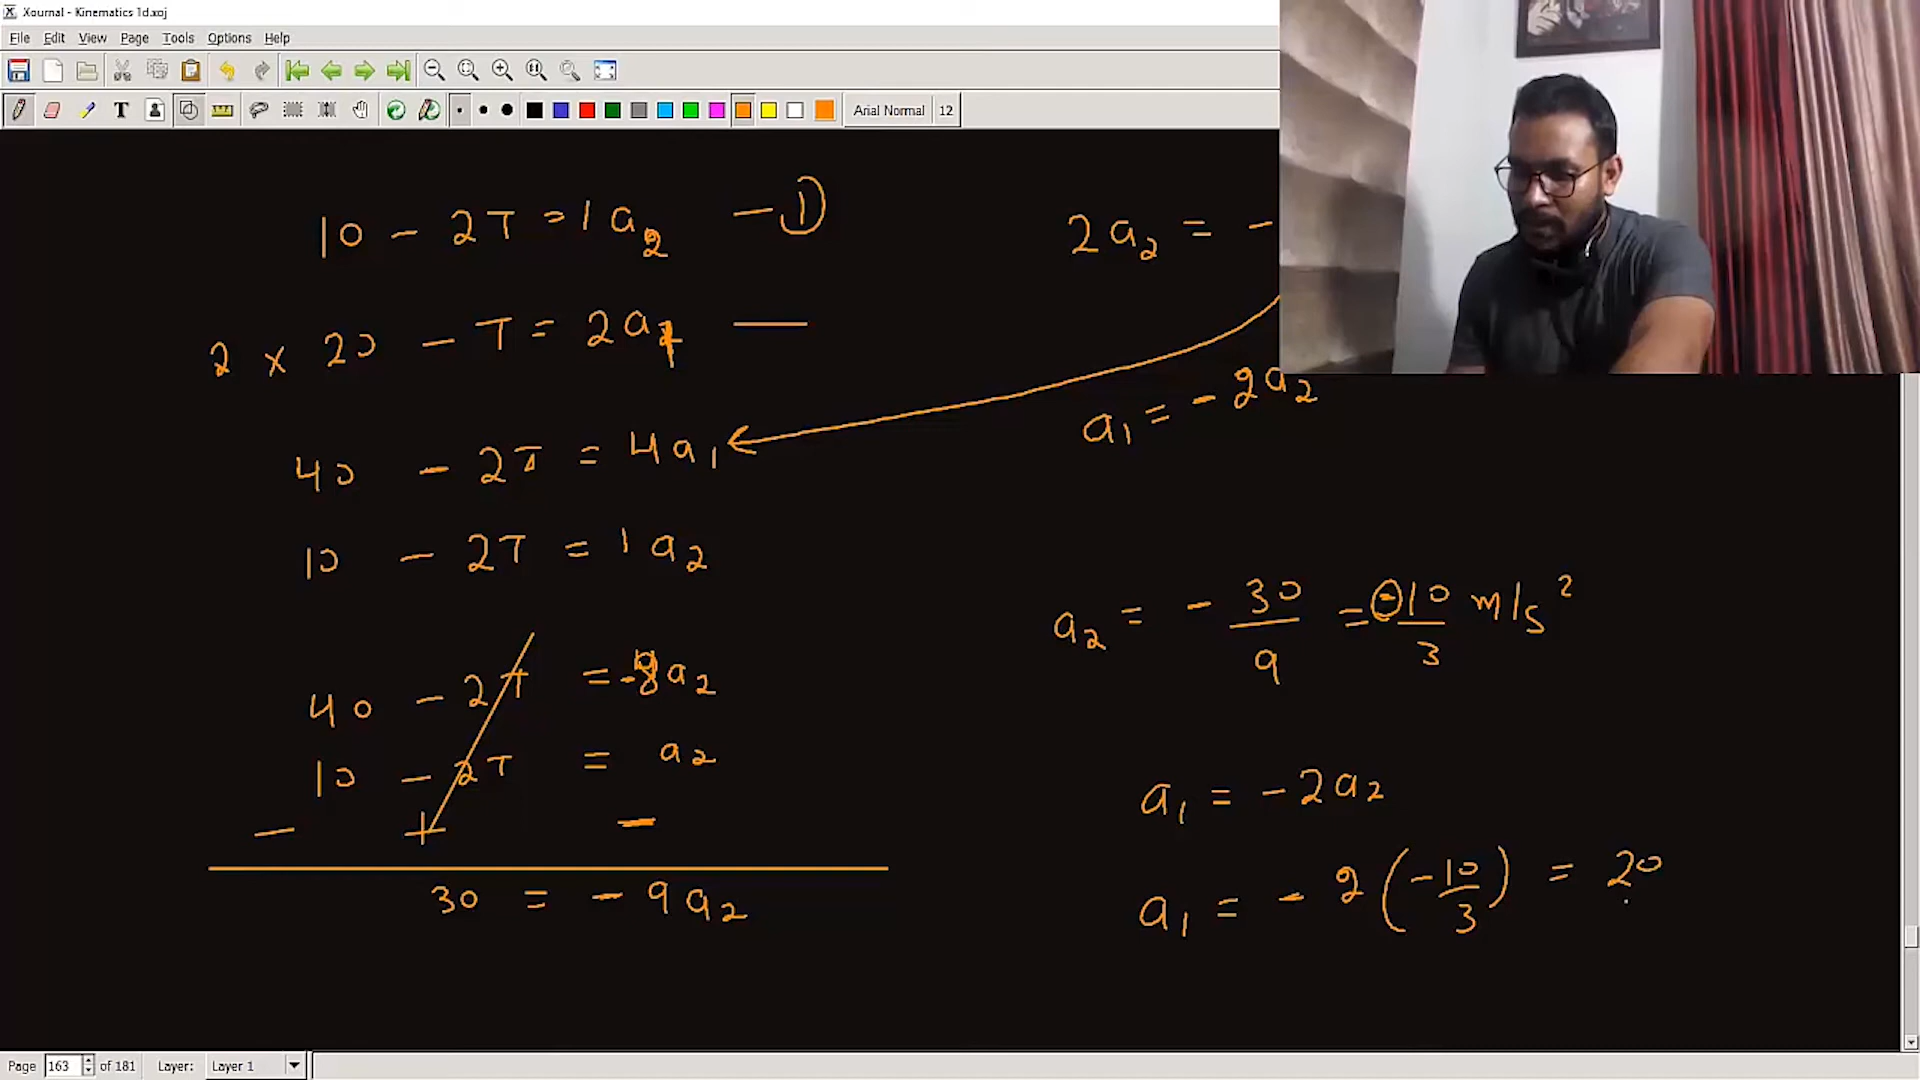 Xournal - Kinematics 1d.xoj
File Edit View Page Tools Options Help
Arial Normal 12
10 - 2T = 1a₂ - ①
2 × 20 - T = 2a₁ —
40 - 2T = 4a₁
10 - 2T = 1a₂
40 - 2T = -8a₂
10 - 2T = a₂
- + -
30 = - 9a₂
2a₂ = -
a₁ = - 2a₂
a₂ = - 30/9 = -10/3 m/s²
a₁ = - 2a₂
a₁ = - 2 (-10/3) = 20
Page 163 of 181 Layer: Layer 1